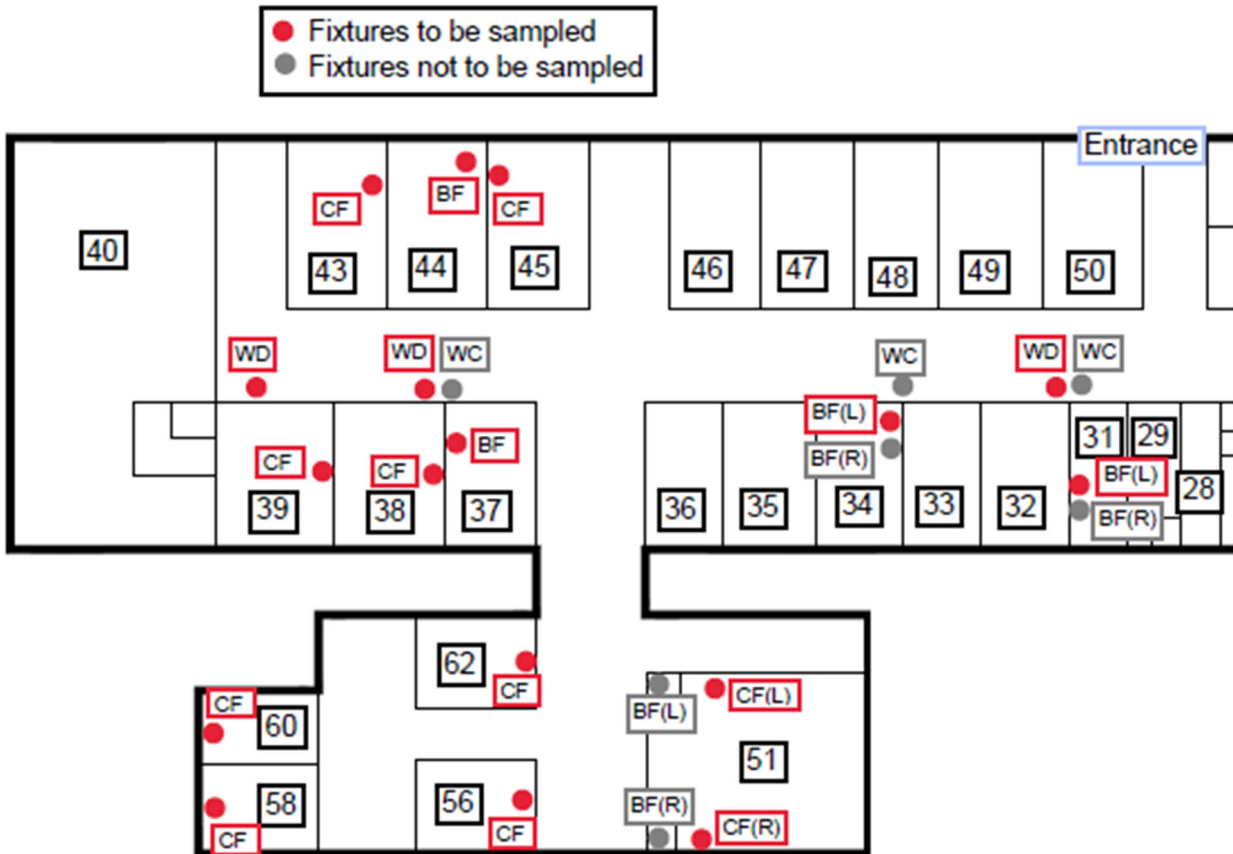 Fixtures to be sampled
Fixtures not to be sampled
Entrance
BF
CF
CF
40
43
44
45
46
47
48
49
50
WD
WD
WC
WC
WD
WC
BF(L)
BF
31
29
CF
CF
BF(R)
BF(L)
28
39
38
37
36
35
34
33
32
BF(R)
62
CF
CF
60
CF(L)
BF(L)
51
58
56
BF(R)
CF
CF
CF(R)